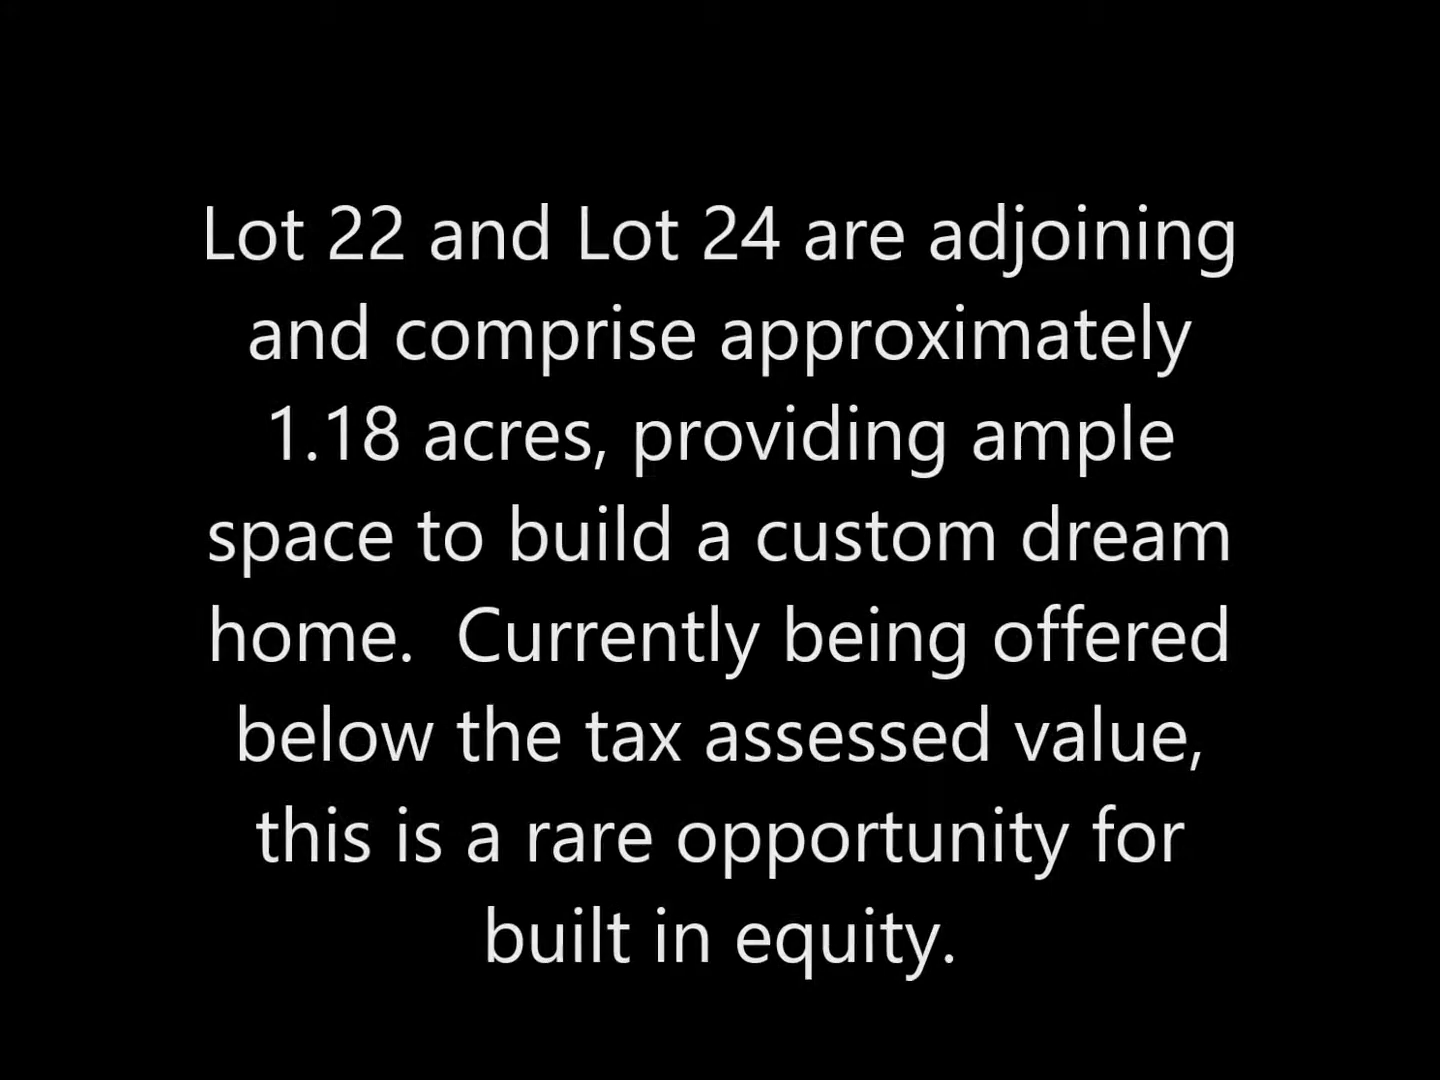 Lot 22 and Lot 24 are adjoining
and comprise approximately
1.18 acres, providing ample
space to build a custom dream
home.  Currently being offered
below the tax assessed value,
this is a rare opportunity for
built in equity.